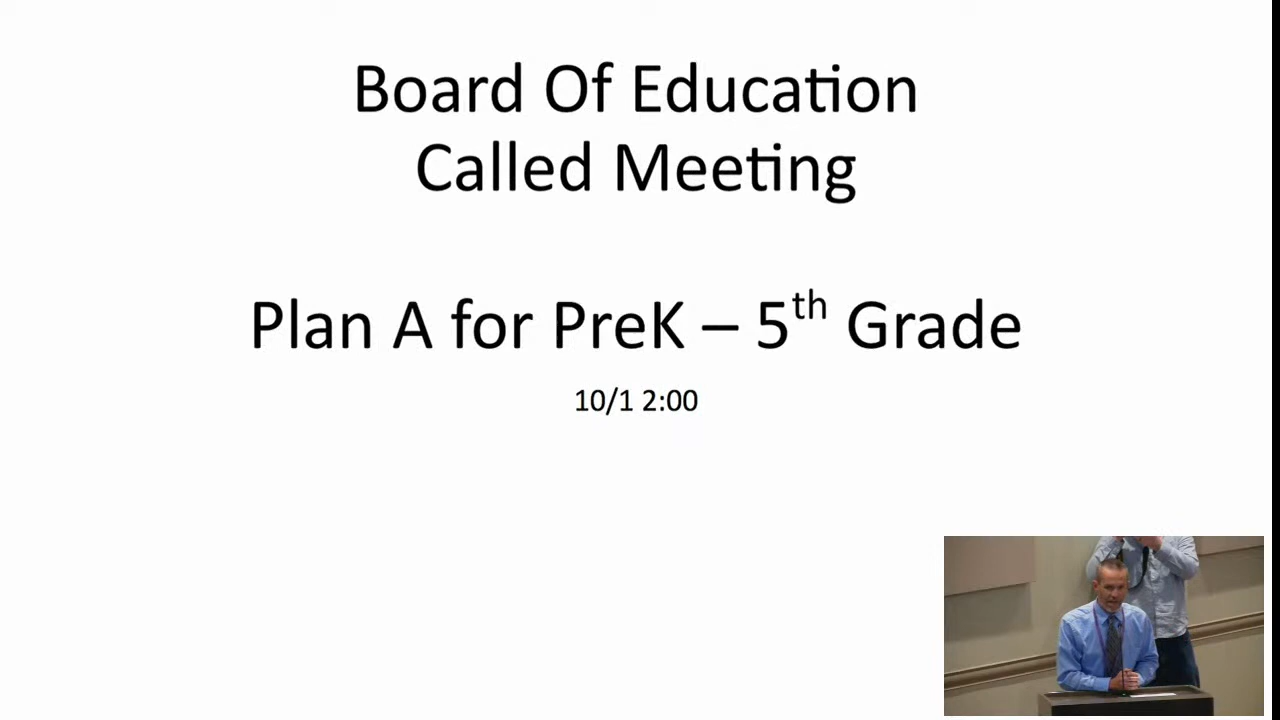 Board Of Education
Called Meeting
Plan A for PreK – 5th Grade
10/1 2:00